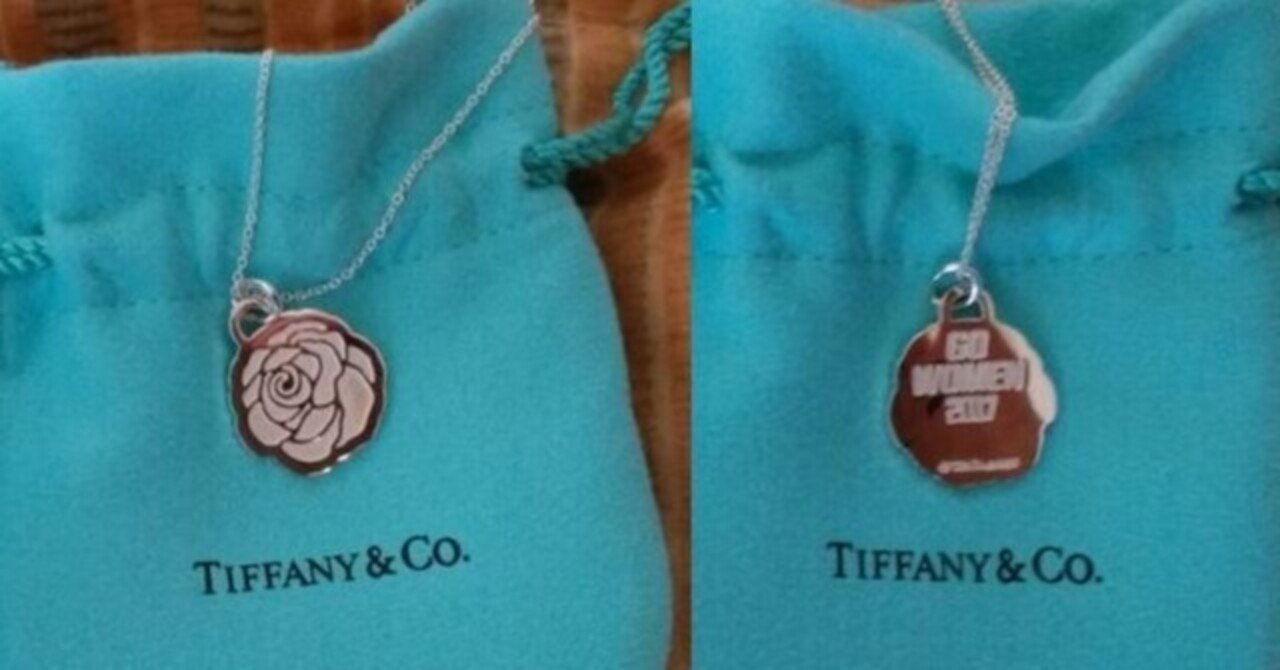 TIFFANY & CO.
GO
WOMEN
2017
TIFFANY & CO.